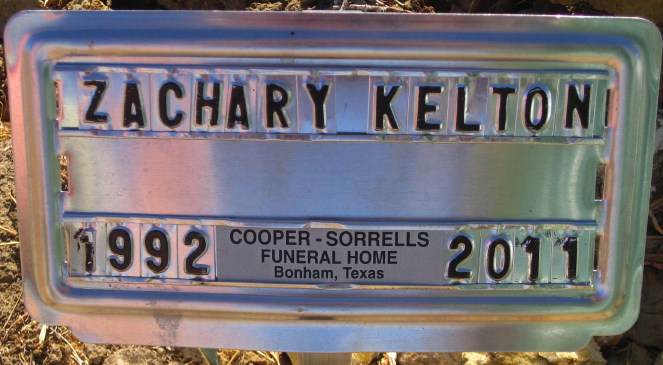 ZACHARY KELTON
1992 COOPER - SORRELLS 2011
FUNERAL HOME
Bonham, Texas